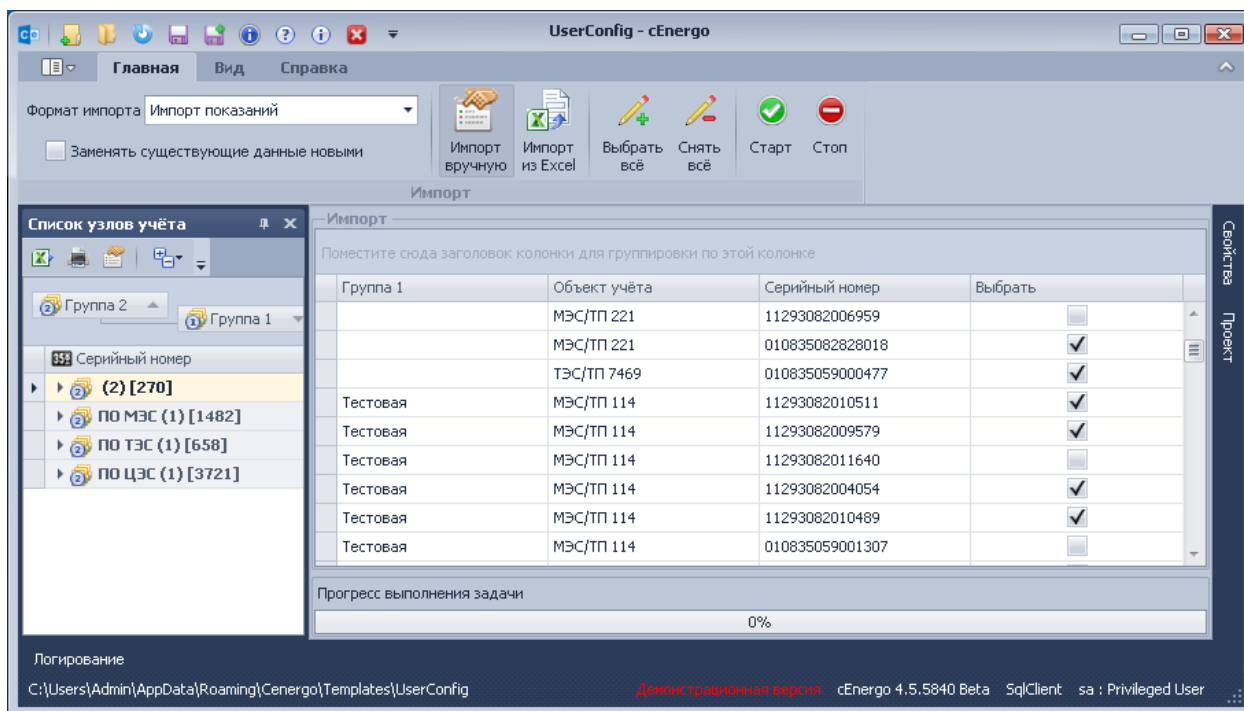 UserConfig - cEnergo
Главная Вид Справка
Формат импорта Импорт показаний
Заменять существующие данные новыми
Импорт вручную
Импорт из Excel
Выбрать всё
Снять всё
Старт
Стоп
Импорт
Список узлов учёта
Группа 2
Группа 1
Серийный номер
(2) [270]
ПО МЭС (1) [1482]
ПО ТЭС (1) [658]
ПО ЦЭС (1) [3721]
Импорт
Поместите сюда заголовок колонки для группировки по этой колонке
Группа 1 Объект учёта Серийный номер Выбрать
МЭС/ТП 221 11293082006959
МЭС/ТП 221 010835082828018
ТЭС/ТП 7469 010835059000477
Тестовая МЭС/ТП 114 11293082010511
Тестовая МЭС/ТП 114 11293082009579
Тестовая МЭС/ТП 114 11293082011640
Тестовая МЭС/ТП 114 11293082004054
Тестовая МЭС/ТП 114 11293082010489
Тестовая МЭС/ТП 114 010835059001307
Прогресс выполнения задачи
0%
Свойства
Проект
Логирование
C:\Users\Admin\AppData\Roaming\Cenergo\Templates\UserConfig Демонстрационная версия cEnergo 4.5.5840 Beta SqlClient sa : Privileged User